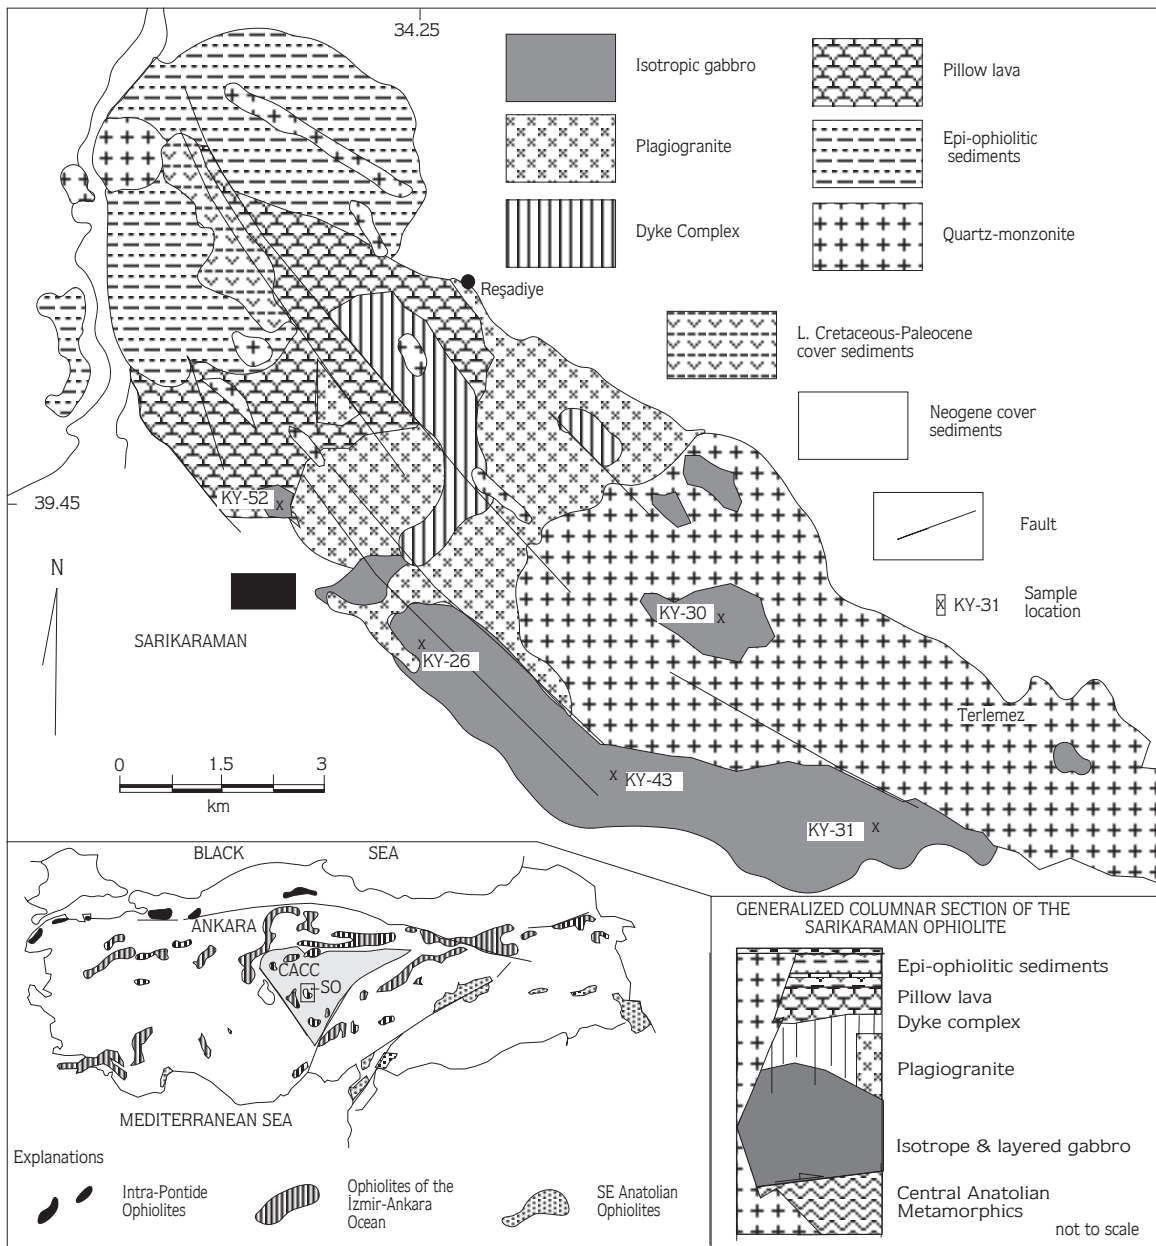 34.25
Isotropic gabbro
Pillow lava
Plagiogranite
Epi-ophiolitic
sediments
Dyke Complex
Quartz-monzonite
Reşadiye
L. Cretaceous-Paleocene
cover sediments
Neogene cover
sediments
KY-52
39.45
Fault
N
x KY-31
Sample
location
KY-30 x
x
KY-26
SARIKARAMAN
Terlemez
0 1.5 3
km
x KY-43
KY-31 x
BLACK SEA
ANKARA
CACC
SO
MEDITERRANEAN SEA
Explanations
Intra-Pontide
Ophiolites
Ophiolites of the
İzmir-Ankara
Ocean
SE Anatolian
Ophiolites
GENERALIZED COLUMNAR SECTION OF THE
SARIKARAMAN OPHIOLITE
Epi-ophiolitic sediments
Pillow lava
Dyke complex
Plagiogranite
Isotrope & layered gabbro
Central Anatolian
Metamorphics
not to scale